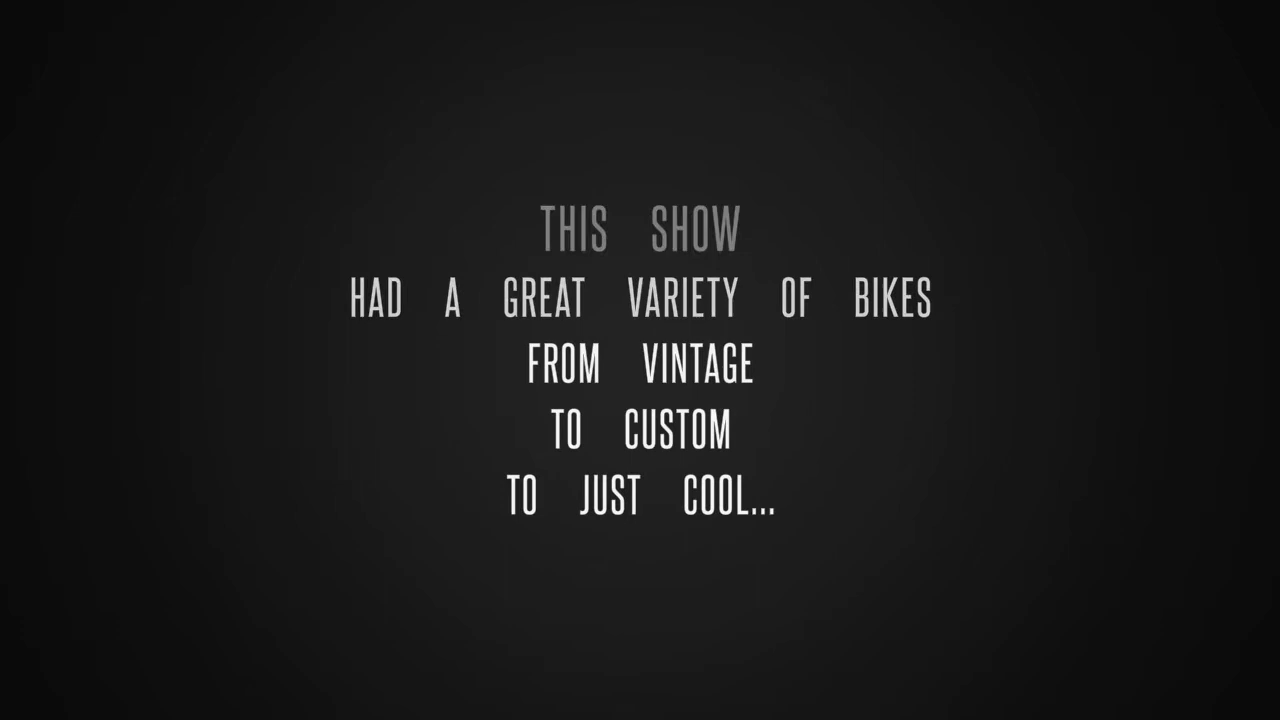 THIS SHOW
HAD A GREAT VARIETY OF BIKES
FROM VINTAGE
TO CUSTOM
TO JUST COOL...